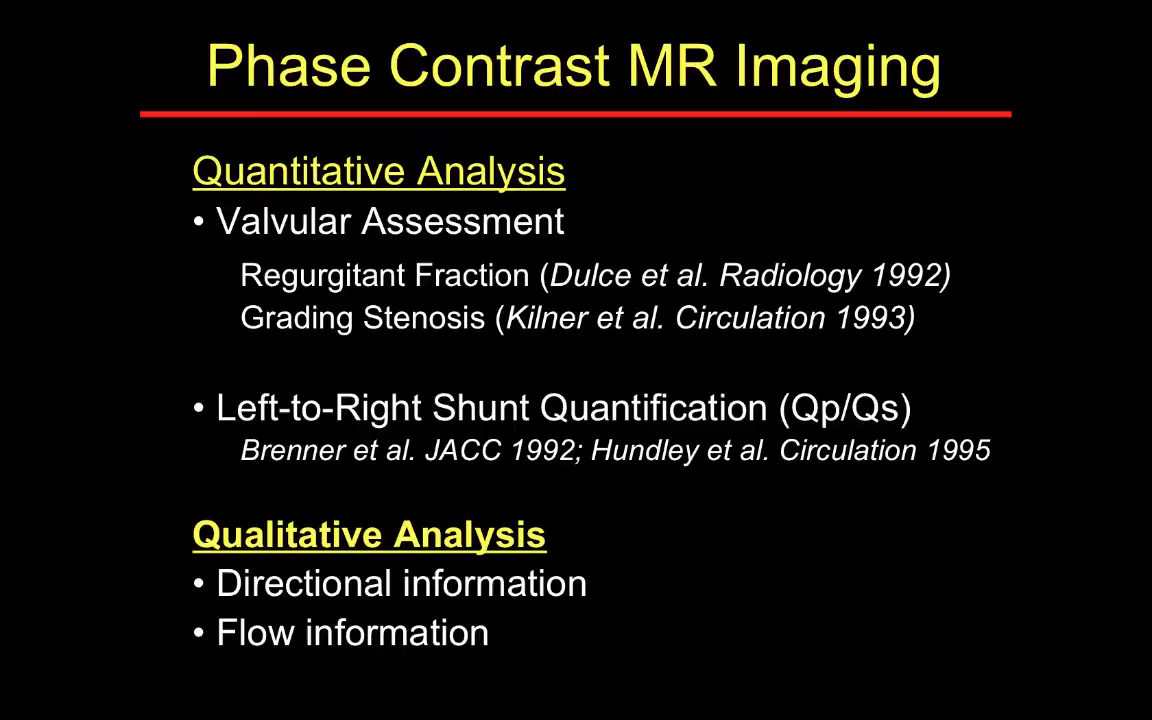 Phase Contrast MR Imaging
Quantitative Analysis
• Valvular Assessment
Regurgitant Fraction (Dulce et al. Radiology 1992)
Grading Stenosis (Kilner et al. Circulation 1993)
• Left-to-Right Shunt Quantification (Qp/Qs)
Brenner et al. JACC 1992; Hundley et al. Circulation 1995
Qualitative Analysis
• Directional information
• Flow information